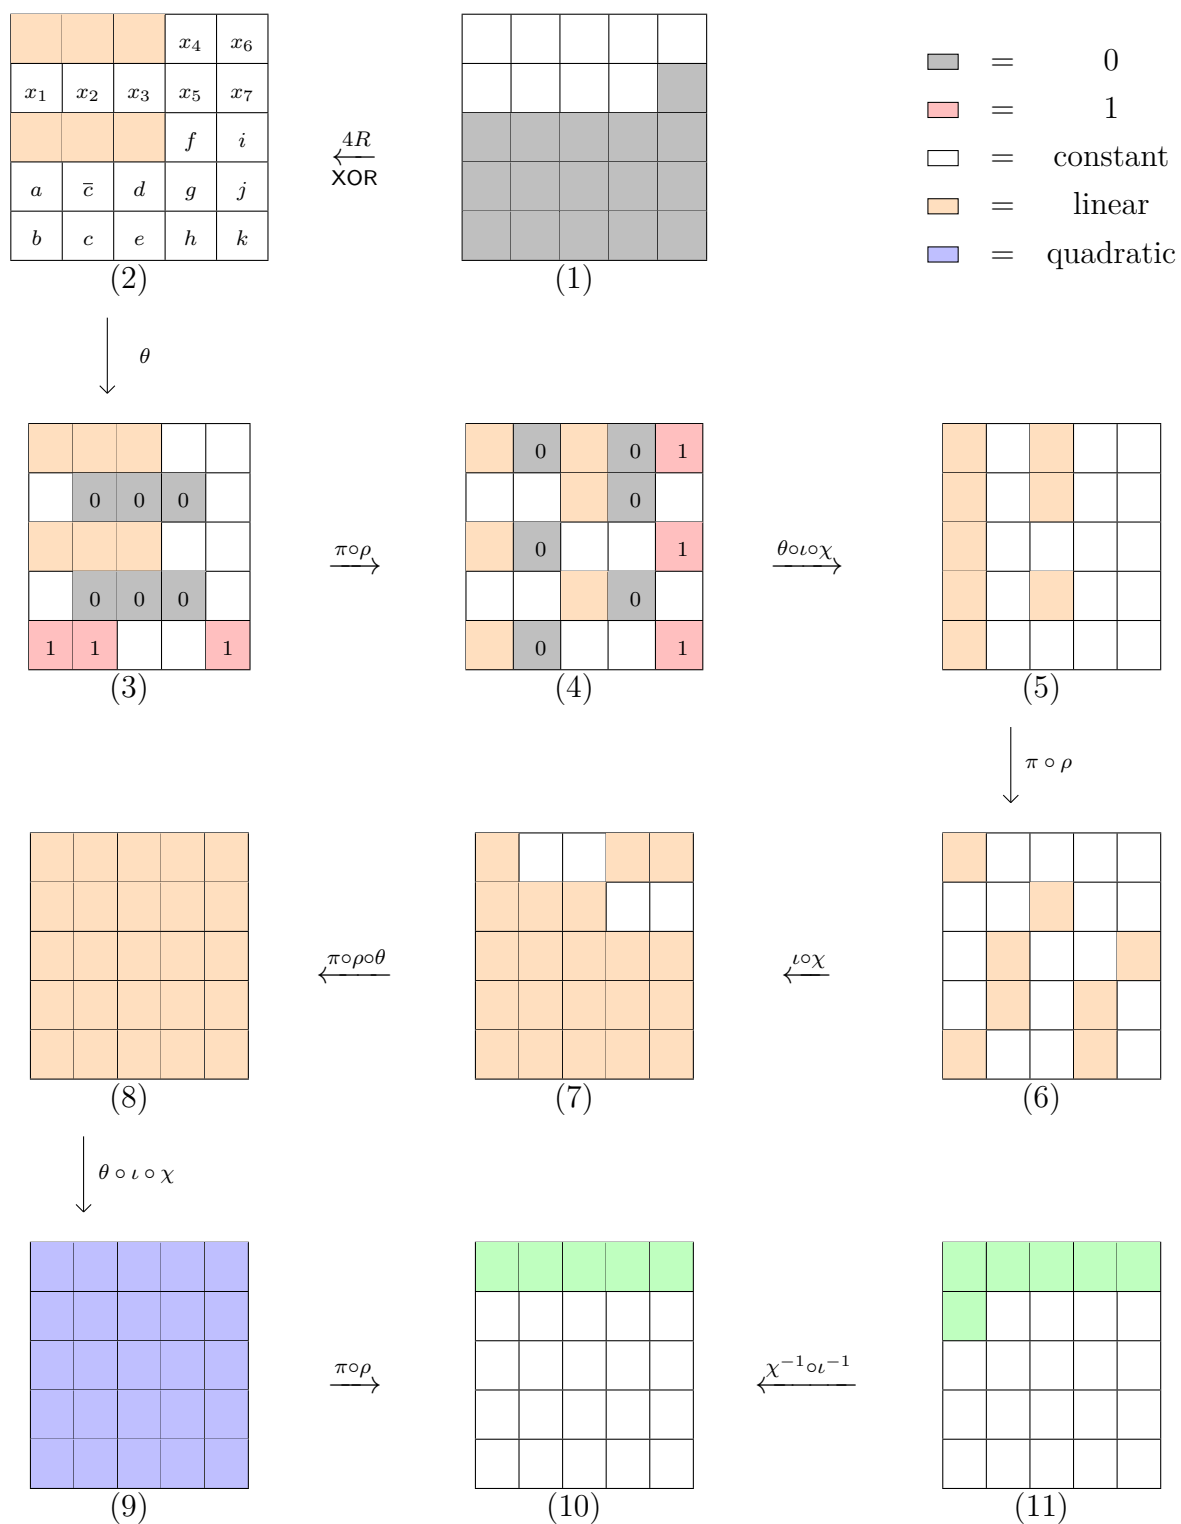 x₄ x₆
x₁ x₂ x₃ x₅ x₇
f i
a c̅ d g j
b c e h k
(2)
4R
←
XOR
(1)
= 0
= 1
= constant
= linear
= quadratic
θ
0 0 0
0 0 0
1 1 1
(3)
π∘ρ
0 0 1
0
0 1
0
0 1
(4)
θ∘ι∘χ
(5)
π ∘ ρ
(8)
π∘ρ∘θ
(7)
ι∘χ
(6)
θ ∘ ι ∘ χ
(9)
π∘ρ
(10)
χ⁻¹∘ι⁻¹
(11)